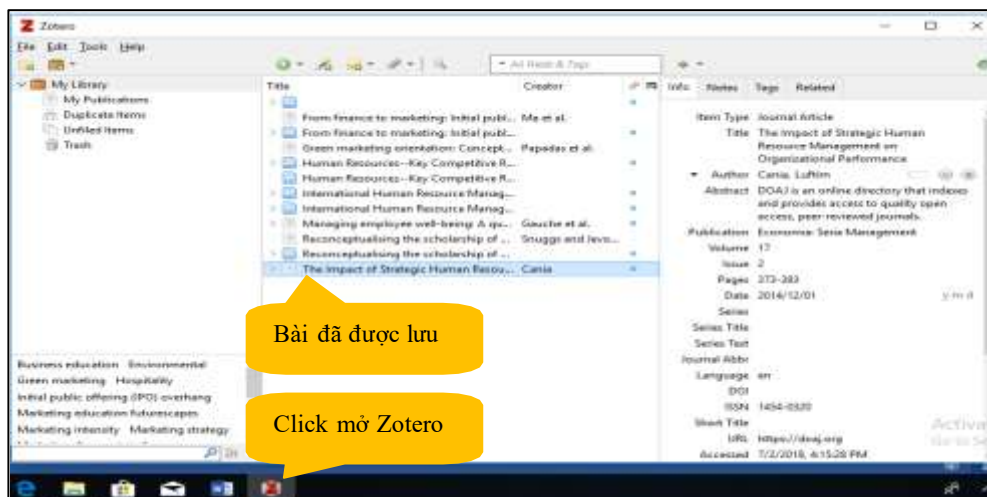 Zotero
File Edit Tools Help
All Fields & Tags
My Library
My Publications
Duplicate Items
Unfiled Items
Trash
Title Creator
From finance to marketing: Initial publ... Ma et al.
From finance to marketing: Initial publ...
Green marketing orientation: Concept... Papadas et al.
Human Resources--Key Competitive R...
Human Resources--Key Competitive R...
International Human Resource Manag...
International Human Resource Manag...
Managing employee well-being: A qu... Gauche et al.
Reconceptualising the scholarship of ... Snuggs and Jevo...
Reconceptualising the scholarship of ...
The Impact of Strategic Human Resou... Cania
Info Notes Tags Related
Item Type Journal Article
Title The Impact of Strategic Human
Resource Management on
Organizational Performance
Author Cania, Luftim
Abstract DOAJ is an online directory that indexes
and provides access to quality open
access, peer-reviewed journals.
Publication Economia: Seria Management
Volume 17
Issue 2
Pages 373-383
Date 2014/12/01 y m d
Series
Series Title
Series Text
Journal Abbr
Language en
DOI
ISSN 1454-0320
Short Title
URL https://doaj.org
Accessed 7/2/2018, 4:15:28 PM
Bài đã được lưu
Business education Environmental
Green marketing Hospitality
Initial public offering (IPO) overhang
Marketing education futurescapes
Marketing intensity Marketing strategy
Click mở Zotero